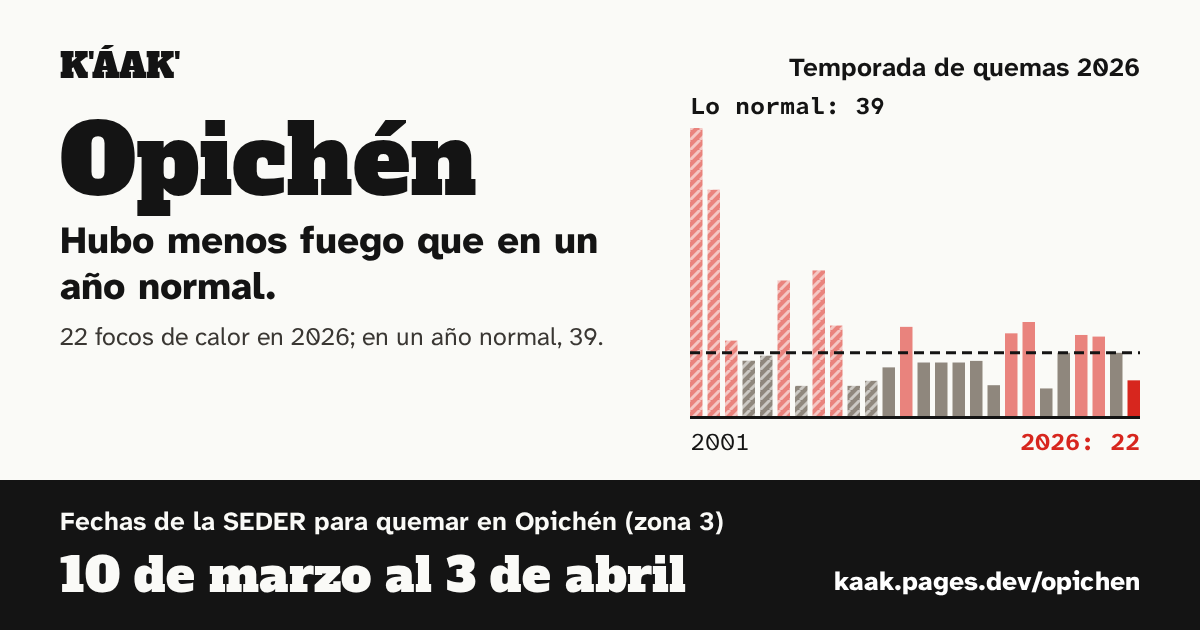 K'ÁAK'
Temporada de quemas 2026
Opichén
Hubo menos fuego que en un
año normal.
22 focos de calor en 2026; en un año normal, 39.
Lo normal: 39
2001
2026: 22
Fechas de la SEDER para quemar en Opichén (zona 3)
10 de marzo al 3 de abril
kaak.pages.dev/opichen